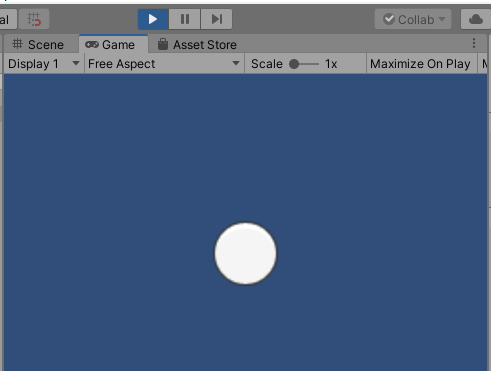 al
Collab
Scene Game Asset Store
Display 1 Free Aspect Scale 1x Maximize On Play